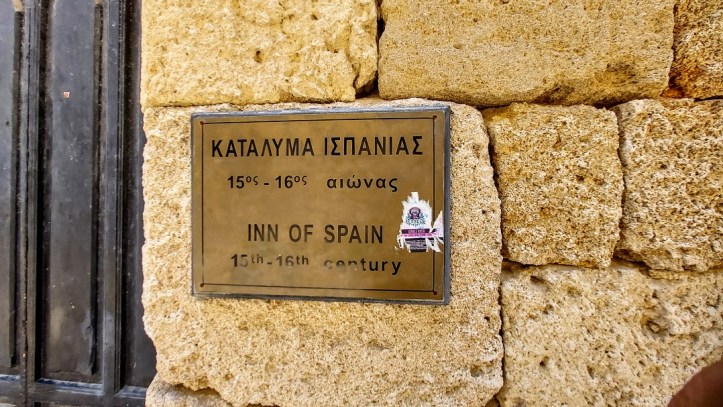 ΚΑΤΑΛΥΜΑ ΙΣΠΑΝΙΑΣ
15ος - 16ος αιώνας
INN OF SPAIN
15th-16th century